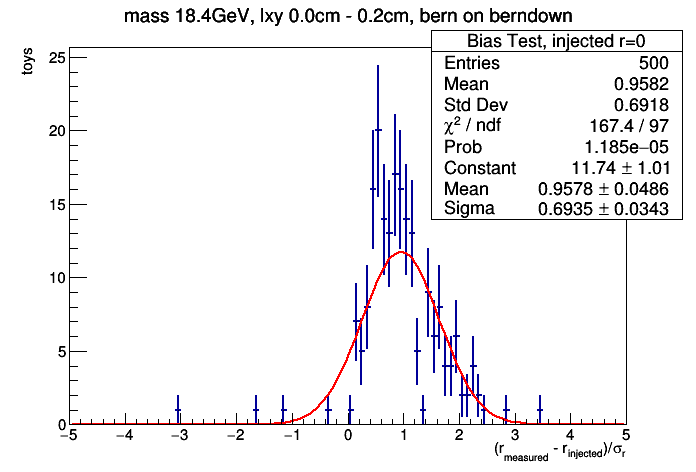 mass 18.4GeV, lxy 0.0cm - 0.2cm, bern on berndown
Bias Test, injected r=0
Entries 500
Mean 0.9582
Std Dev 0.6918
χ² / ndf 167.4 / 97
Prob 1.185e−05
Constant 11.74 ± 1.01
Mean 0.9578 ± 0.0486
Sigma 0.6935 ± 0.0343
toys
25
20
15
10
5
0
−5 −4 −3 −2 −1 0 1 2 3 4 5
(r_measured - r_injected)/σ_r